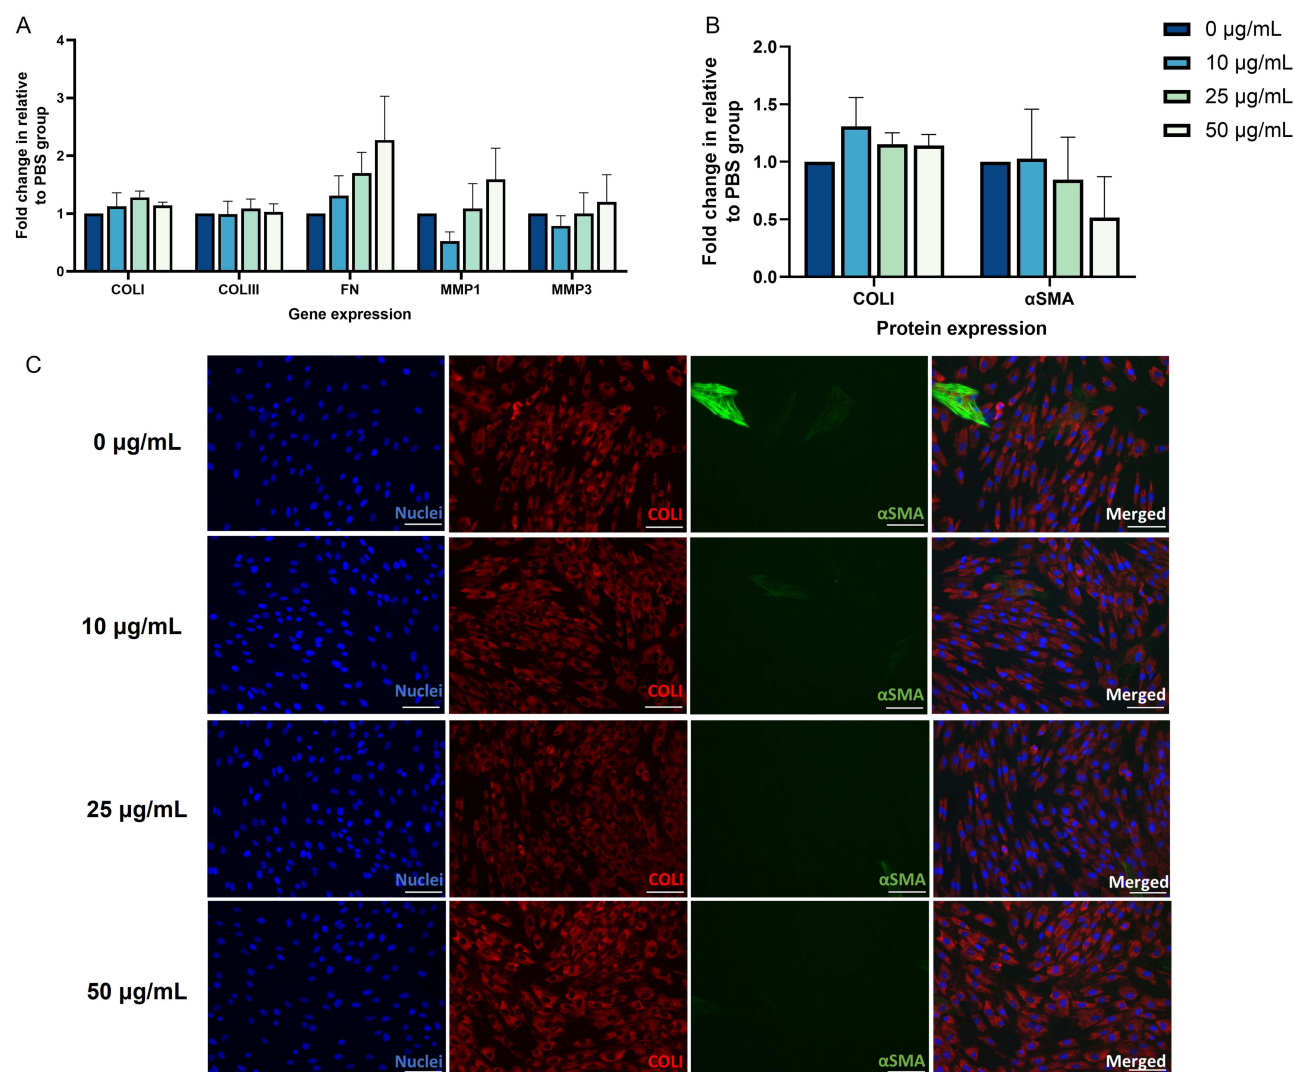 A
4
3
2
1
0
Fold change in relative
to PBS group
COLI
COLIII
FN
MMP1
MMP3
Gene expression
B
2.0
1.5
1.0
0.5
0.0
Fold change in relative
to PBS group
COLI
αSMA
Protein expression
0 µg/mL
10 µg/mL
25 µg/mL
50 µg/mL
C
0 µg/mL
Nuclei
COLI
αSMA
Merged
10 µg/mL
Nuclei
COLI
αSMA
Merged
25 µg/mL
Nuclei
COLI
αSMA
Merged
50 µg/mL
Nuclei
COLI
αSMA
Merged